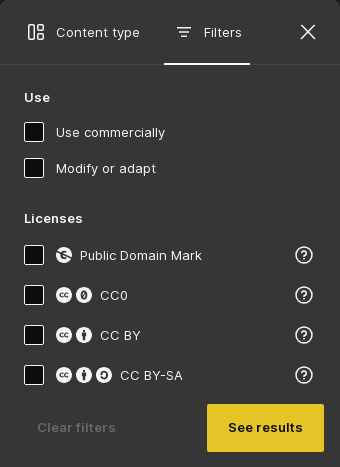 Content type
Filters
Use
Use commercially
Modify or adapt
Licenses
Public Domain Mark
CC0
CC BY
CC BY-SA
Clear filters
See results